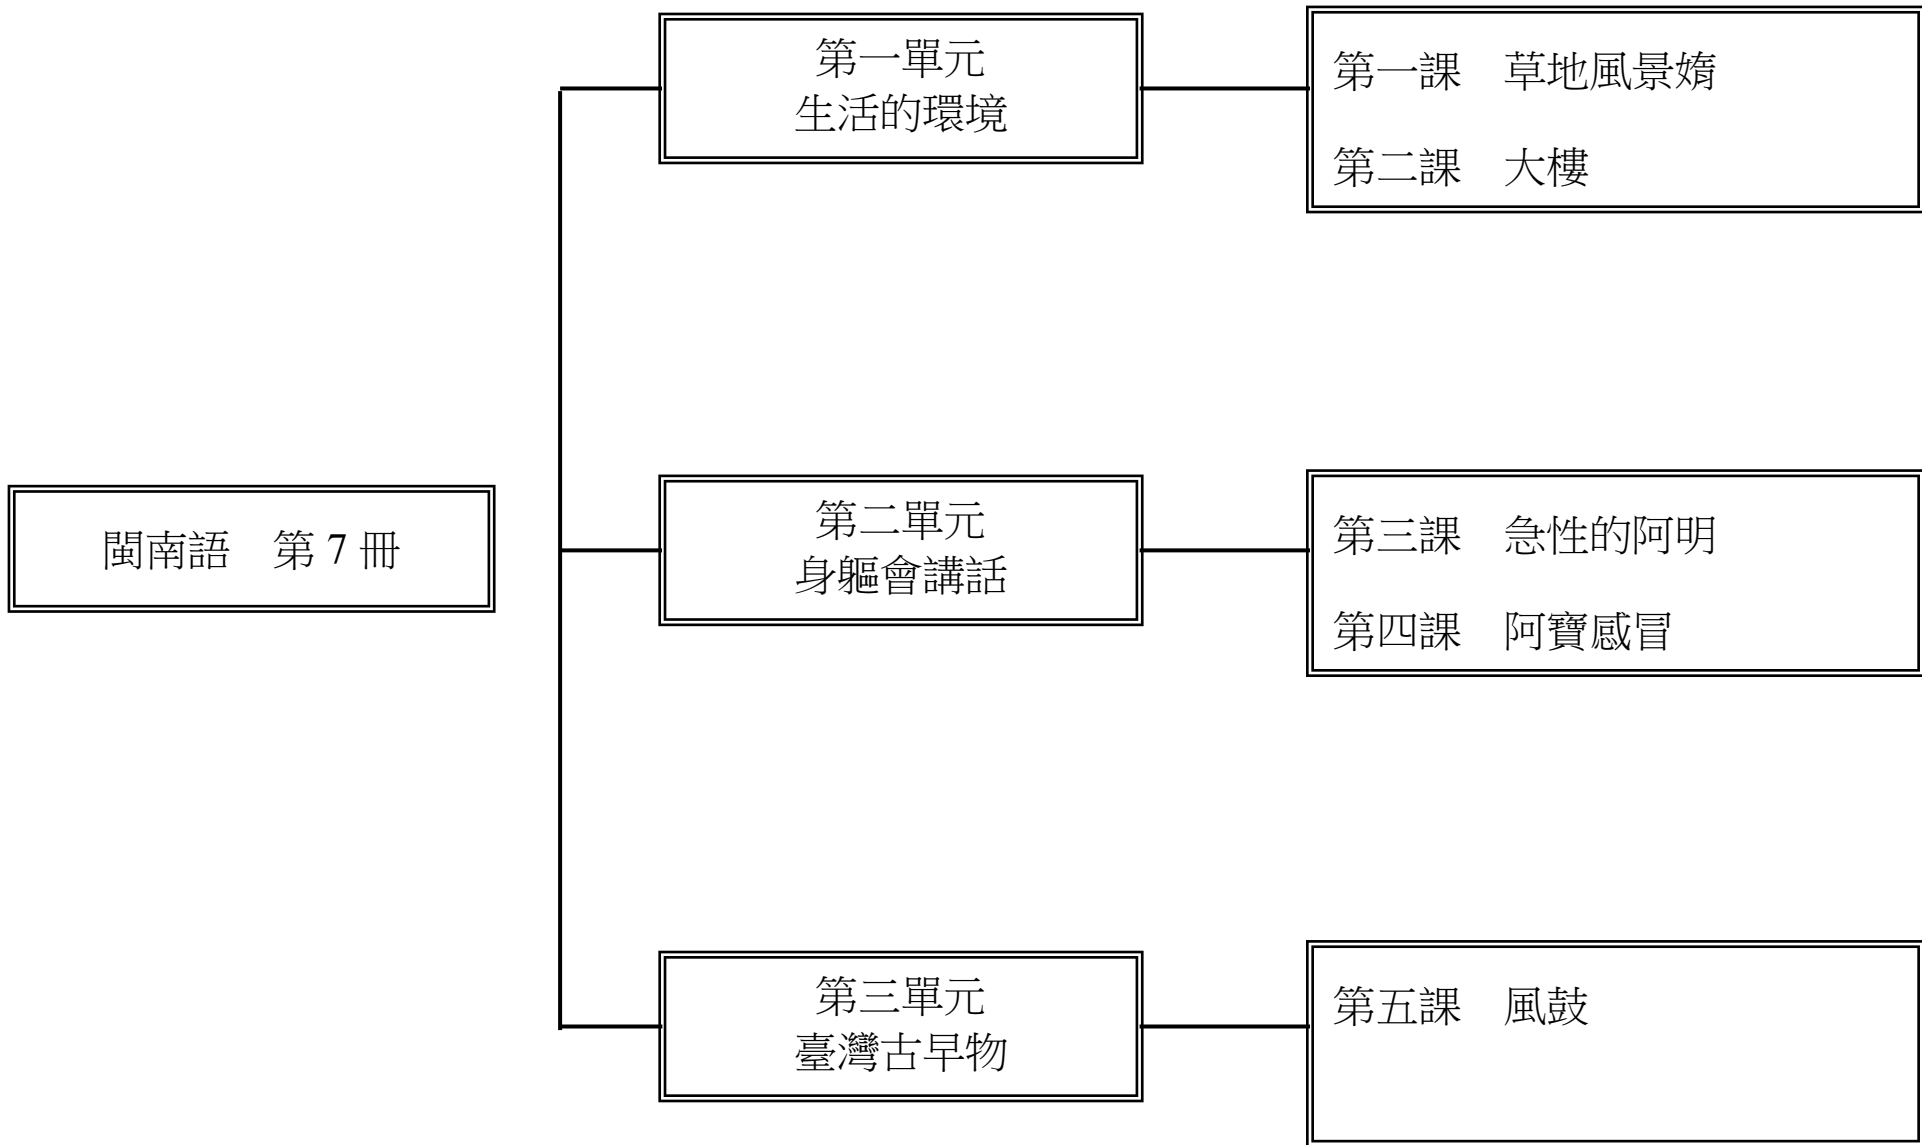 第一單元
生活的環境
第一課　草地風景媠
第二課　大樓
閩南語　第 7 冊
第二單元
身軀會講話
第三課　急性的阿明
第四課　阿寶感冒
第三單元
臺灣古早物
第五課　風鼓